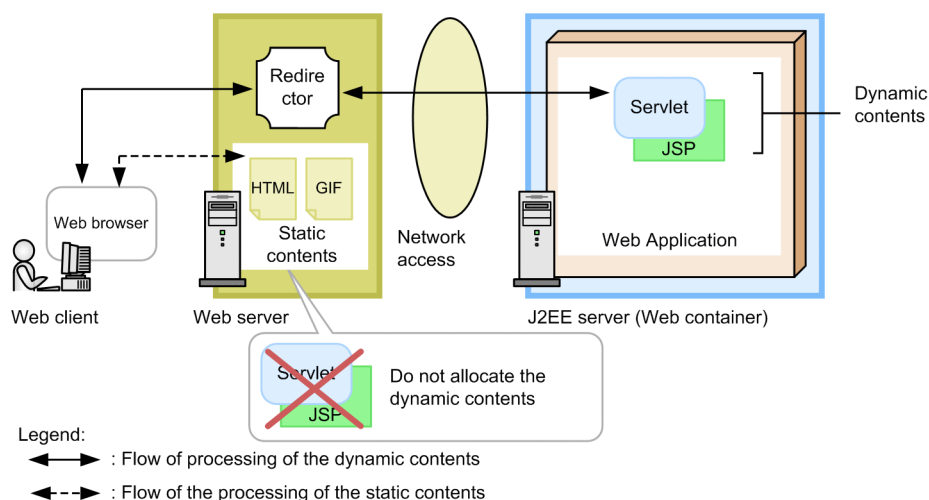 Redire
ctor
HTML
GIF
Static
contents
Web browser
Web client
Web server
Network
access
Servlet
JSP
Web Application
Dynamic
contents
J2EE server (Web container)
Servlet
JSP
Do not allocate the
dynamic contents
Legend:
: Flow of processing of the dynamic contents
: Flow of the processing of the static contents